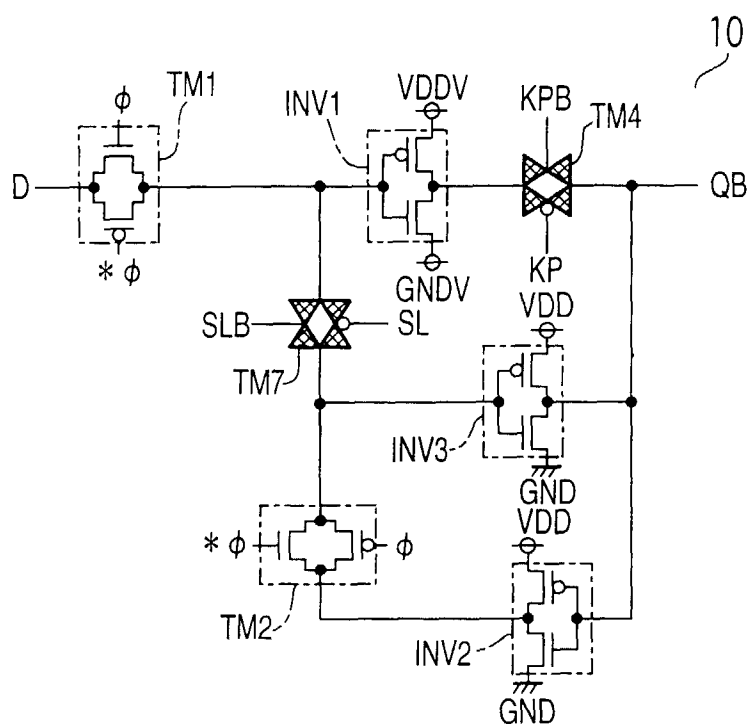 10
TM1
φ
INV1
VDDV
KPB
TM4
D
QB
* φ
GNDV
KP
VDD
SLB
SL
TM7
INV3
GND
VDD
* φ
φ
TM2
INV2
GND